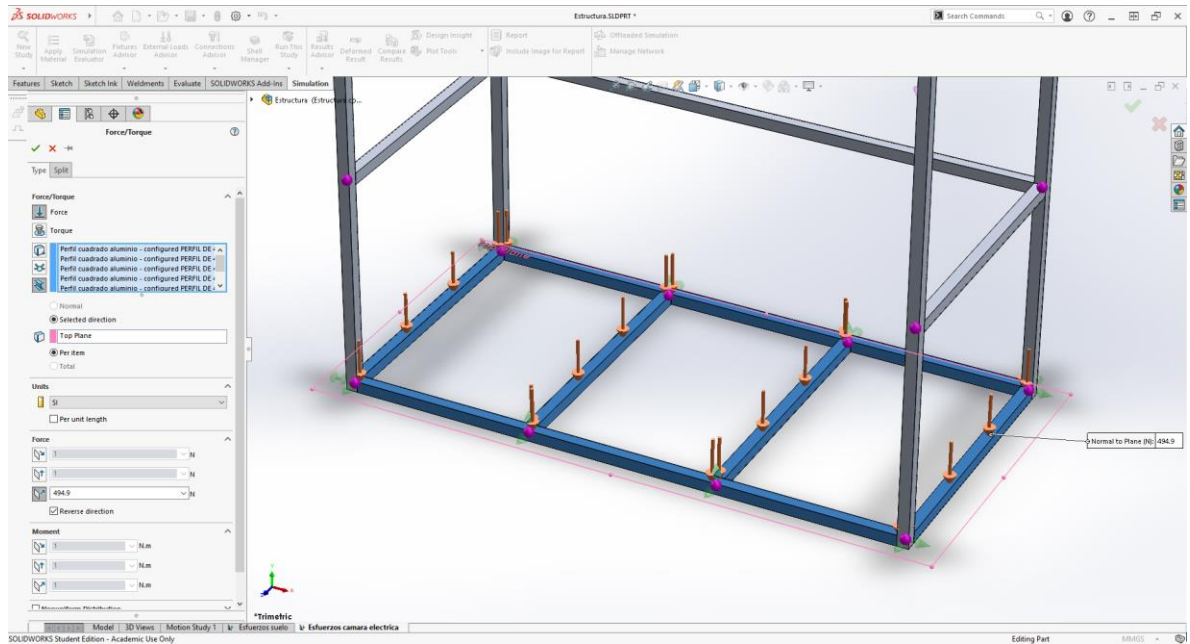 SOLIDWORKS
Estructura.SLDPRT *
Search Commands
New Study
Apply Material
Simulation Evaluator
Fixtures Advisor
External Loads Advisor
Connections Advisor
Shell Manager
Run This Study
Results Advisor
Deformed Result
Compare Results
Design Insight
Plot Tools
Report
Include Image for Report
Offloaded Simulation
Manage Network
Features Sketch Sketch Ink Weldments Evaluate SOLIDWORKS Add-Ins Simulation
Force/Torque
Type Split
Force/Torque
Force
Torque
Perfil cuadrado aluminio - configured PERFIL DE
Perfil cuadrado aluminio - configured PERFIL DE
Perfil cuadrado aluminio - configured PERFIL DE
Perfil cuadrado aluminio - configured PERFIL DE
Perfil cuadrado aluminio - configured PERFIL DE
Normal
Selected direction
Top Plane
Per item
Total
Units
SI
Per unit length
Force
1 N
1 N
494.9 N
Reverse direction
Moment
1 N.m
1 N.m
1 N.m
Nonuniform Distribution
Normal to Plane (N): 494.9
*Trimetric
Model 3D Views Motion Study 1 Esfuerzos suelo Esfuerzos camara electrica
SOLIDWORKS Student Edition - Academic Use Only
Editing Part
MMGS